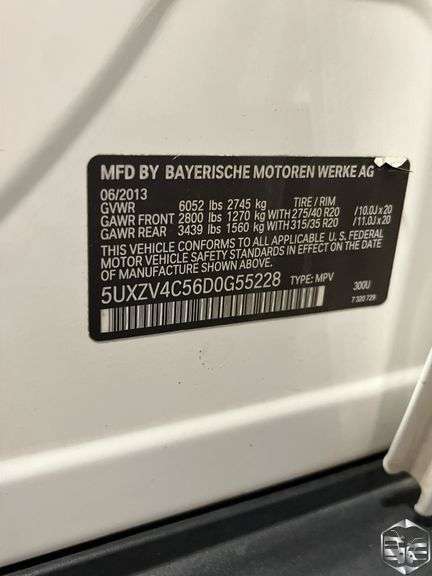 MFD BY BAYERISCHE MOTOREN WERKE AG
06/2013
GVWR 6052 lbs 2745 kg TIRE / RIM
GAWR FRONT 2800 lbs 1270 kg WITH 275/40 R20 /10.0J x 20
GAWR REAR 3439 lbs 1560 kg WITH 315/35 R20 /11.0J x 20
THIS VEHICLE CONFORMS TO ALL APPLICABLE U. S. FEDERAL
MOTOR VEHICLE SAFETY STANDARDS IN EFFECT ON
THE DATE OF MANUFACTURE SHOWN ABOVE.
5UXZV4C56D0G55228 TYPE: MPV 300U
7 320 729